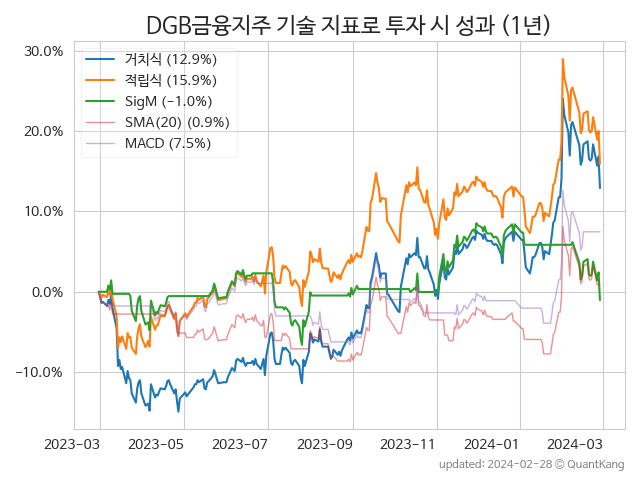 DGB금융지주 기술 지표로 투자 시 성과 (1년)
30.0%
20.0%
10.0%
0.0%
−10.0%
거치식 (12.9%)
적립식 (15.9%)
SigM (−1.0%)
SMA(20) (0.9%)
MACD (7.5%)
2023-03
2023-05
2023-07
2023-09
2023-11
2024-01
2024-03
updated: 2024-02-28 © QuantKang